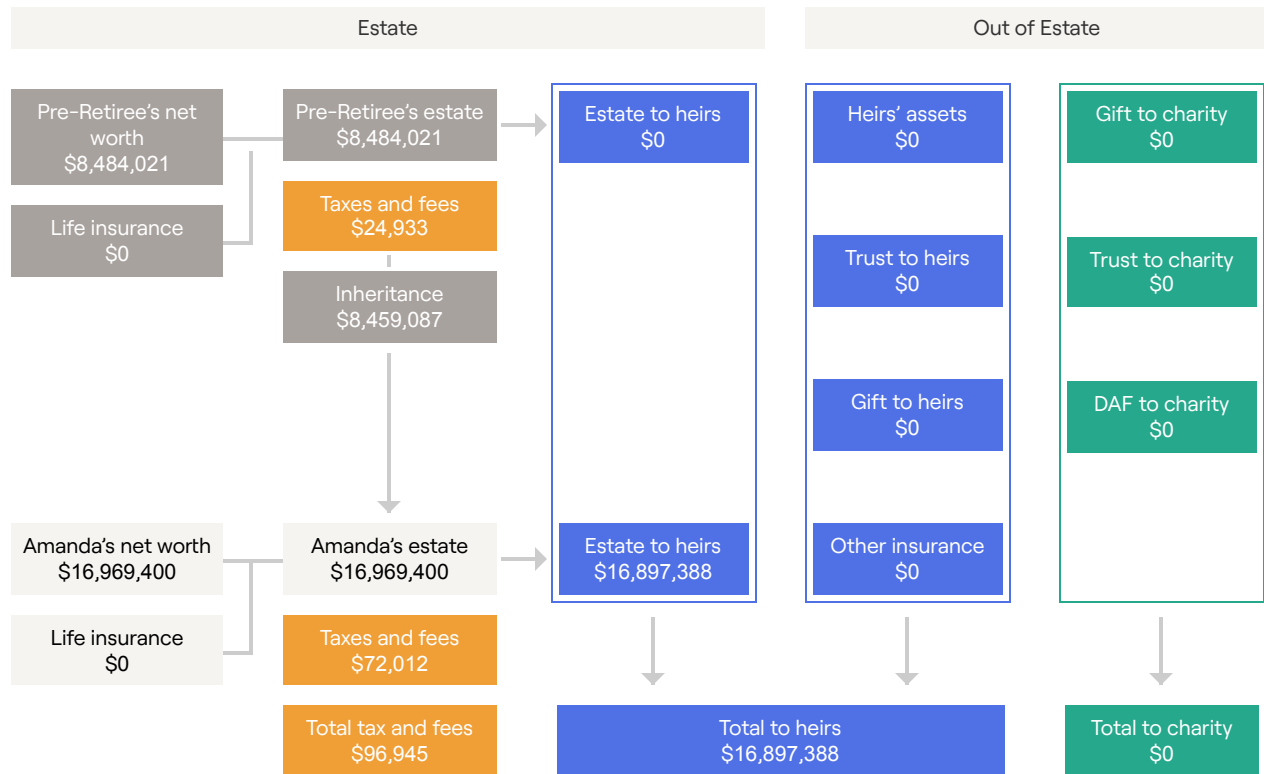 Estate
Out of Estate
Pre-Retiree's net
worth
$8,484,021
Life insurance
$0
Pre-Retiree's estate
$8,484,021
Taxes and fees
$24,933
Inheritance
$8,459,087
Estate to heirs
$0
Heirs' assets
$0
Trust to heirs
$0
Gift to heirs
$0
Gift to charity
$0
Trust to charity
$0
DAF to charity
$0
Amanda's net worth
$16,969,400
Life insurance
$0
Amanda's estate
$16,969,400
Taxes and fees
$72,012
Total tax and fees
$96,945
Estate to heirs
$16,897,388
Other insurance
$0
Total to heirs
$16,897,388
Total to charity
$0